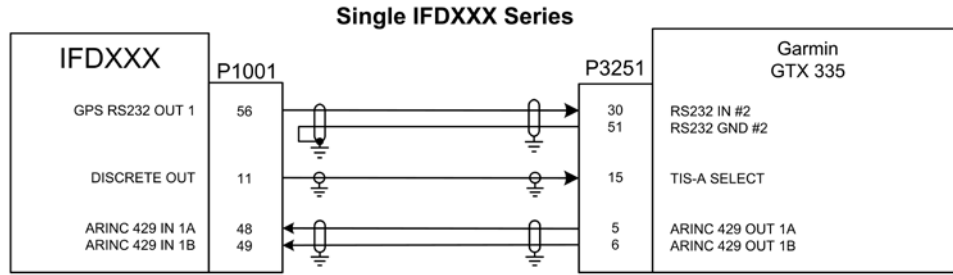 Single IFDXXX Series
IFDXXX
P1001
P3251
Garmin
GTX 335
GPS RS232 OUT 1
56
30
RS232 IN #2
51
RS232 GND #2
DISCRETE OUT
11
15
TIS-A SELECT
ARINC 429 IN 1A
48
5
ARINC 429 OUT 1A
ARINC 429 IN 1B
49
6
ARINC 429 OUT 1B